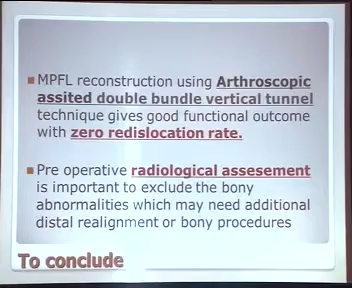 MPFL reconstruction using Arthroscopic
assited double bundle vertical tunnel
technique gives good functional outcome
with zero redislocation rate.
Pre operative radiological assesement
is important to exclude the bony
abnormalities which may need additional
distal realignment or bony procedures
To conclude